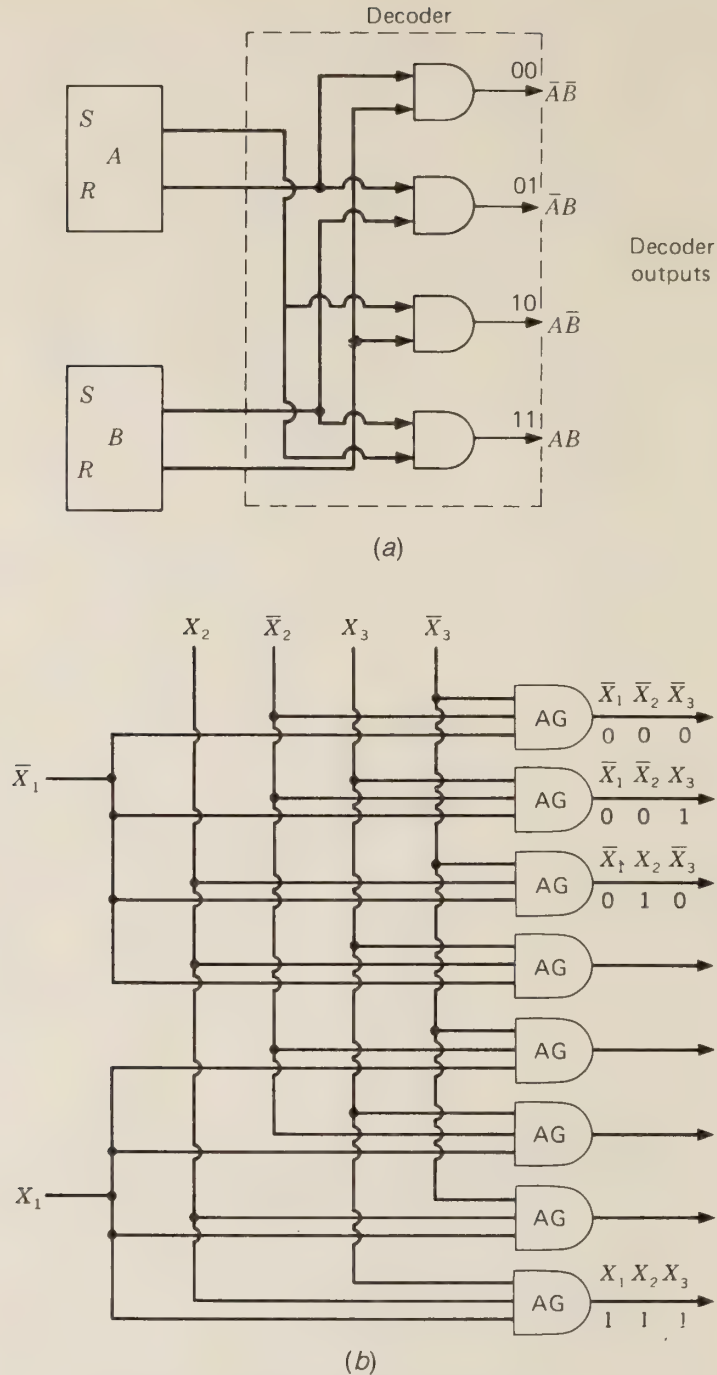 Decoder
S
A
R
S
B
R
00
A̅B̅
01
A̅B
10
AB̅
11
AB
Decoder
outputs
(a)
X₂ X̅₂ X₃ X̅₃
X̅₁
X₁
AG
X̅₁ X̅₂ X̅₃
0 0 0
AG
X̅₁ X̅₂ X₃
0 0 1
AG
X̅₁ X₂ X̅₃
0 1 0
AG
AG
AG
AG
AG
X₁ X₂ X₃
1 1 1
(b)